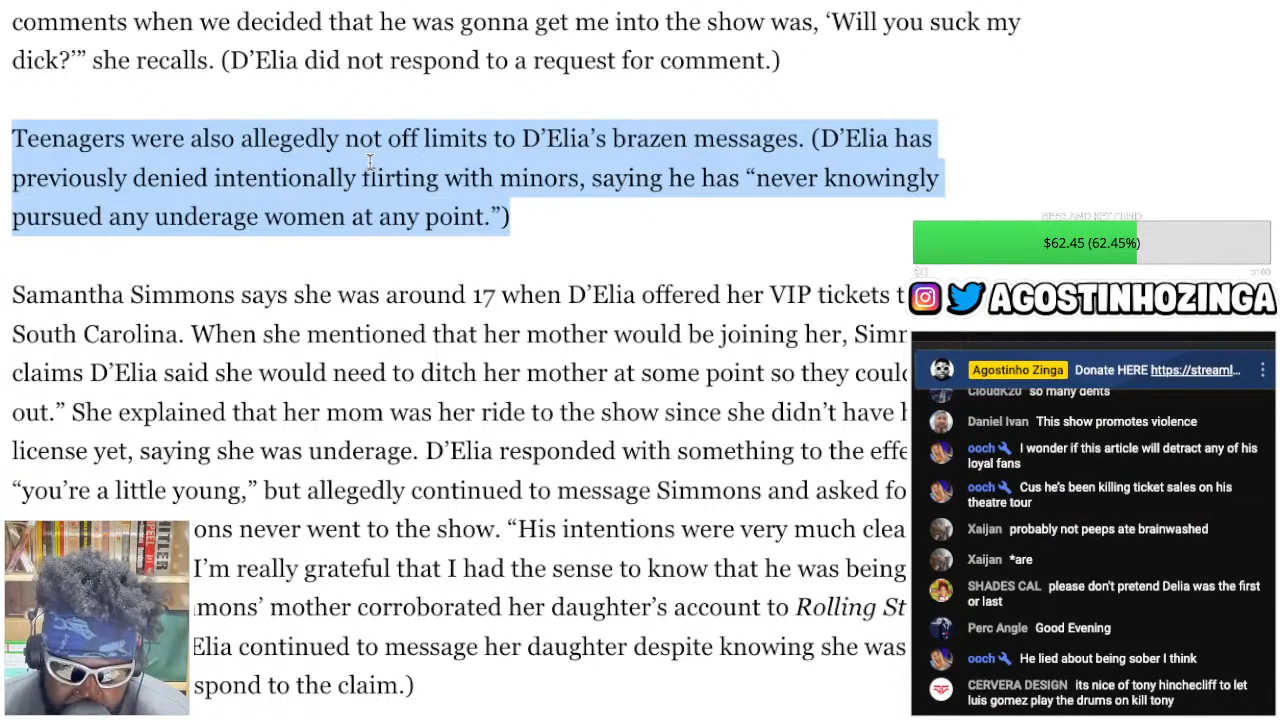 comments when we decided that he was gonna get me into the show was, ‘Will you suck my
dick?’” she recalls. (D’Elia did not respond to a request for comment.)
Teenagers were also allegedly not off limits to D’Elia’s brazen messages. (D’Elia has
previously denied intentionally flirting with minors, saying he has “never knowingly
pursued any underage women at any point.”)
Samantha Simmons says she was around 17 when D’Elia offered her VIP tickets t
South Carolina. When she mentioned that her mother would be joining her, Simm
claims D’Elia said she would need to ditch her mother at some point so they could
out.” She explained that her mom was her ride to the show since she didn’t have h
license yet, saying she was underage. D’Elia responded with something to the effe
“you’re a little young,” but allegedly continued to message Simmons and asked fo
ons never went to the show. “His intentions were very much clea
I’m really grateful that I had the sense to know that he was being
mons’ mother corroborated her daughter’s account to Rolling St
Elia continued to message her daughter despite knowing she was
spond to the claim.)
$62.45 (62.45%)
AGOSTINHOZINGA
Agostinho Zinga Donate HERE https://streaml...
CloudK20 so many dents
Daniel Ivan This show promotes violence
ooch I wonder if this article will detract any of his
loyal fans
ooch Cus he’s been killing ticket sales on his
theatre tour
Xaijan probably not peeps ate brainwashed
Xaijan *are
SHADES CAL please don't pretend Delia was the first
or last
Perc Angle Good Evening
ooch He lied about being sober I think
CERVERA DESIGN its nice of tony hinchecliff to let
luis gomez play the drums on kill tony
HITLER